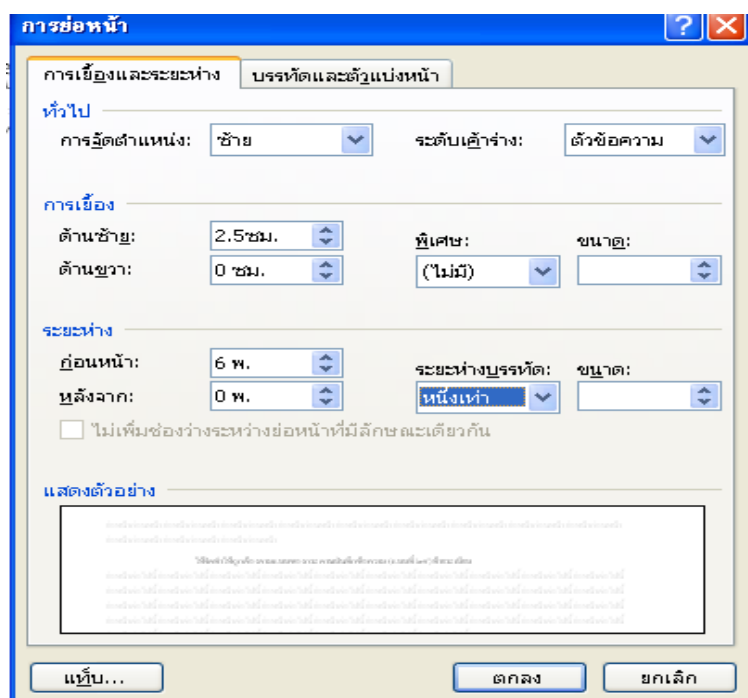 การย่อหน้า
การเยื้องและระยะห่าง บรรทัดและตัวแบ่งหน้า
ทั่วไป
การจัดตำแหน่ง: ซ้าย ระดับเค้าร่าง: ตัวข้อความ
การเยื้อง
ด้านซ้าย: 2.5ซม. พิเศษ: ขนาด:
ด้านขวา: 0 ซม. (ไม่มี)
ระยะห่าง
ก่อนหน้า: 6 พ. ระยะห่างบรรทัด: ขนาด:
หลังจาก: 0 พ. หนึ่งเท่า
ไม่เพิ่มช่องว่างระหว่างย่อหน้าที่มีลักษณะเดียวกัน
แสดงตัวอย่าง
แท็บ... ตกลง ยกเลิก